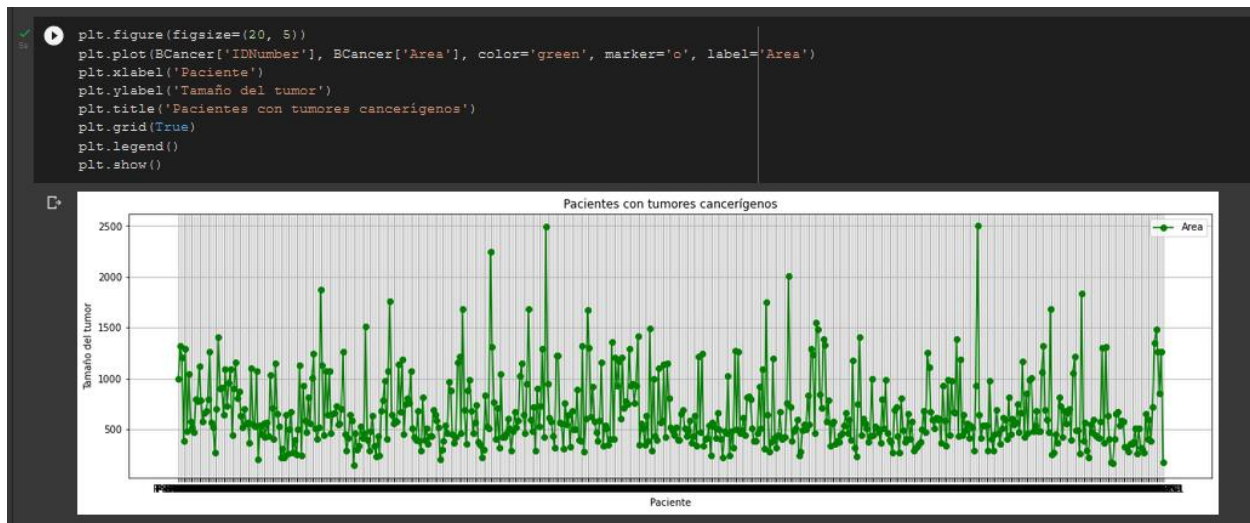 5s
plt.figure(figsize=(20, 5))
plt.plot(BCancer['IDNumber'], BCancer['Area'], color='green', marker='o', label='Area')
plt.xlabel('Paciente')
plt.ylabel('Tamaño del tumor')
plt.title('Pacientes con tumores cancerígenos')
plt.grid(True)
plt.legend()
plt.show()
Pacientes con tumores cancerígenos
Area
2500
2000
1500
1000
500
Tamaño del tumor
Paciente